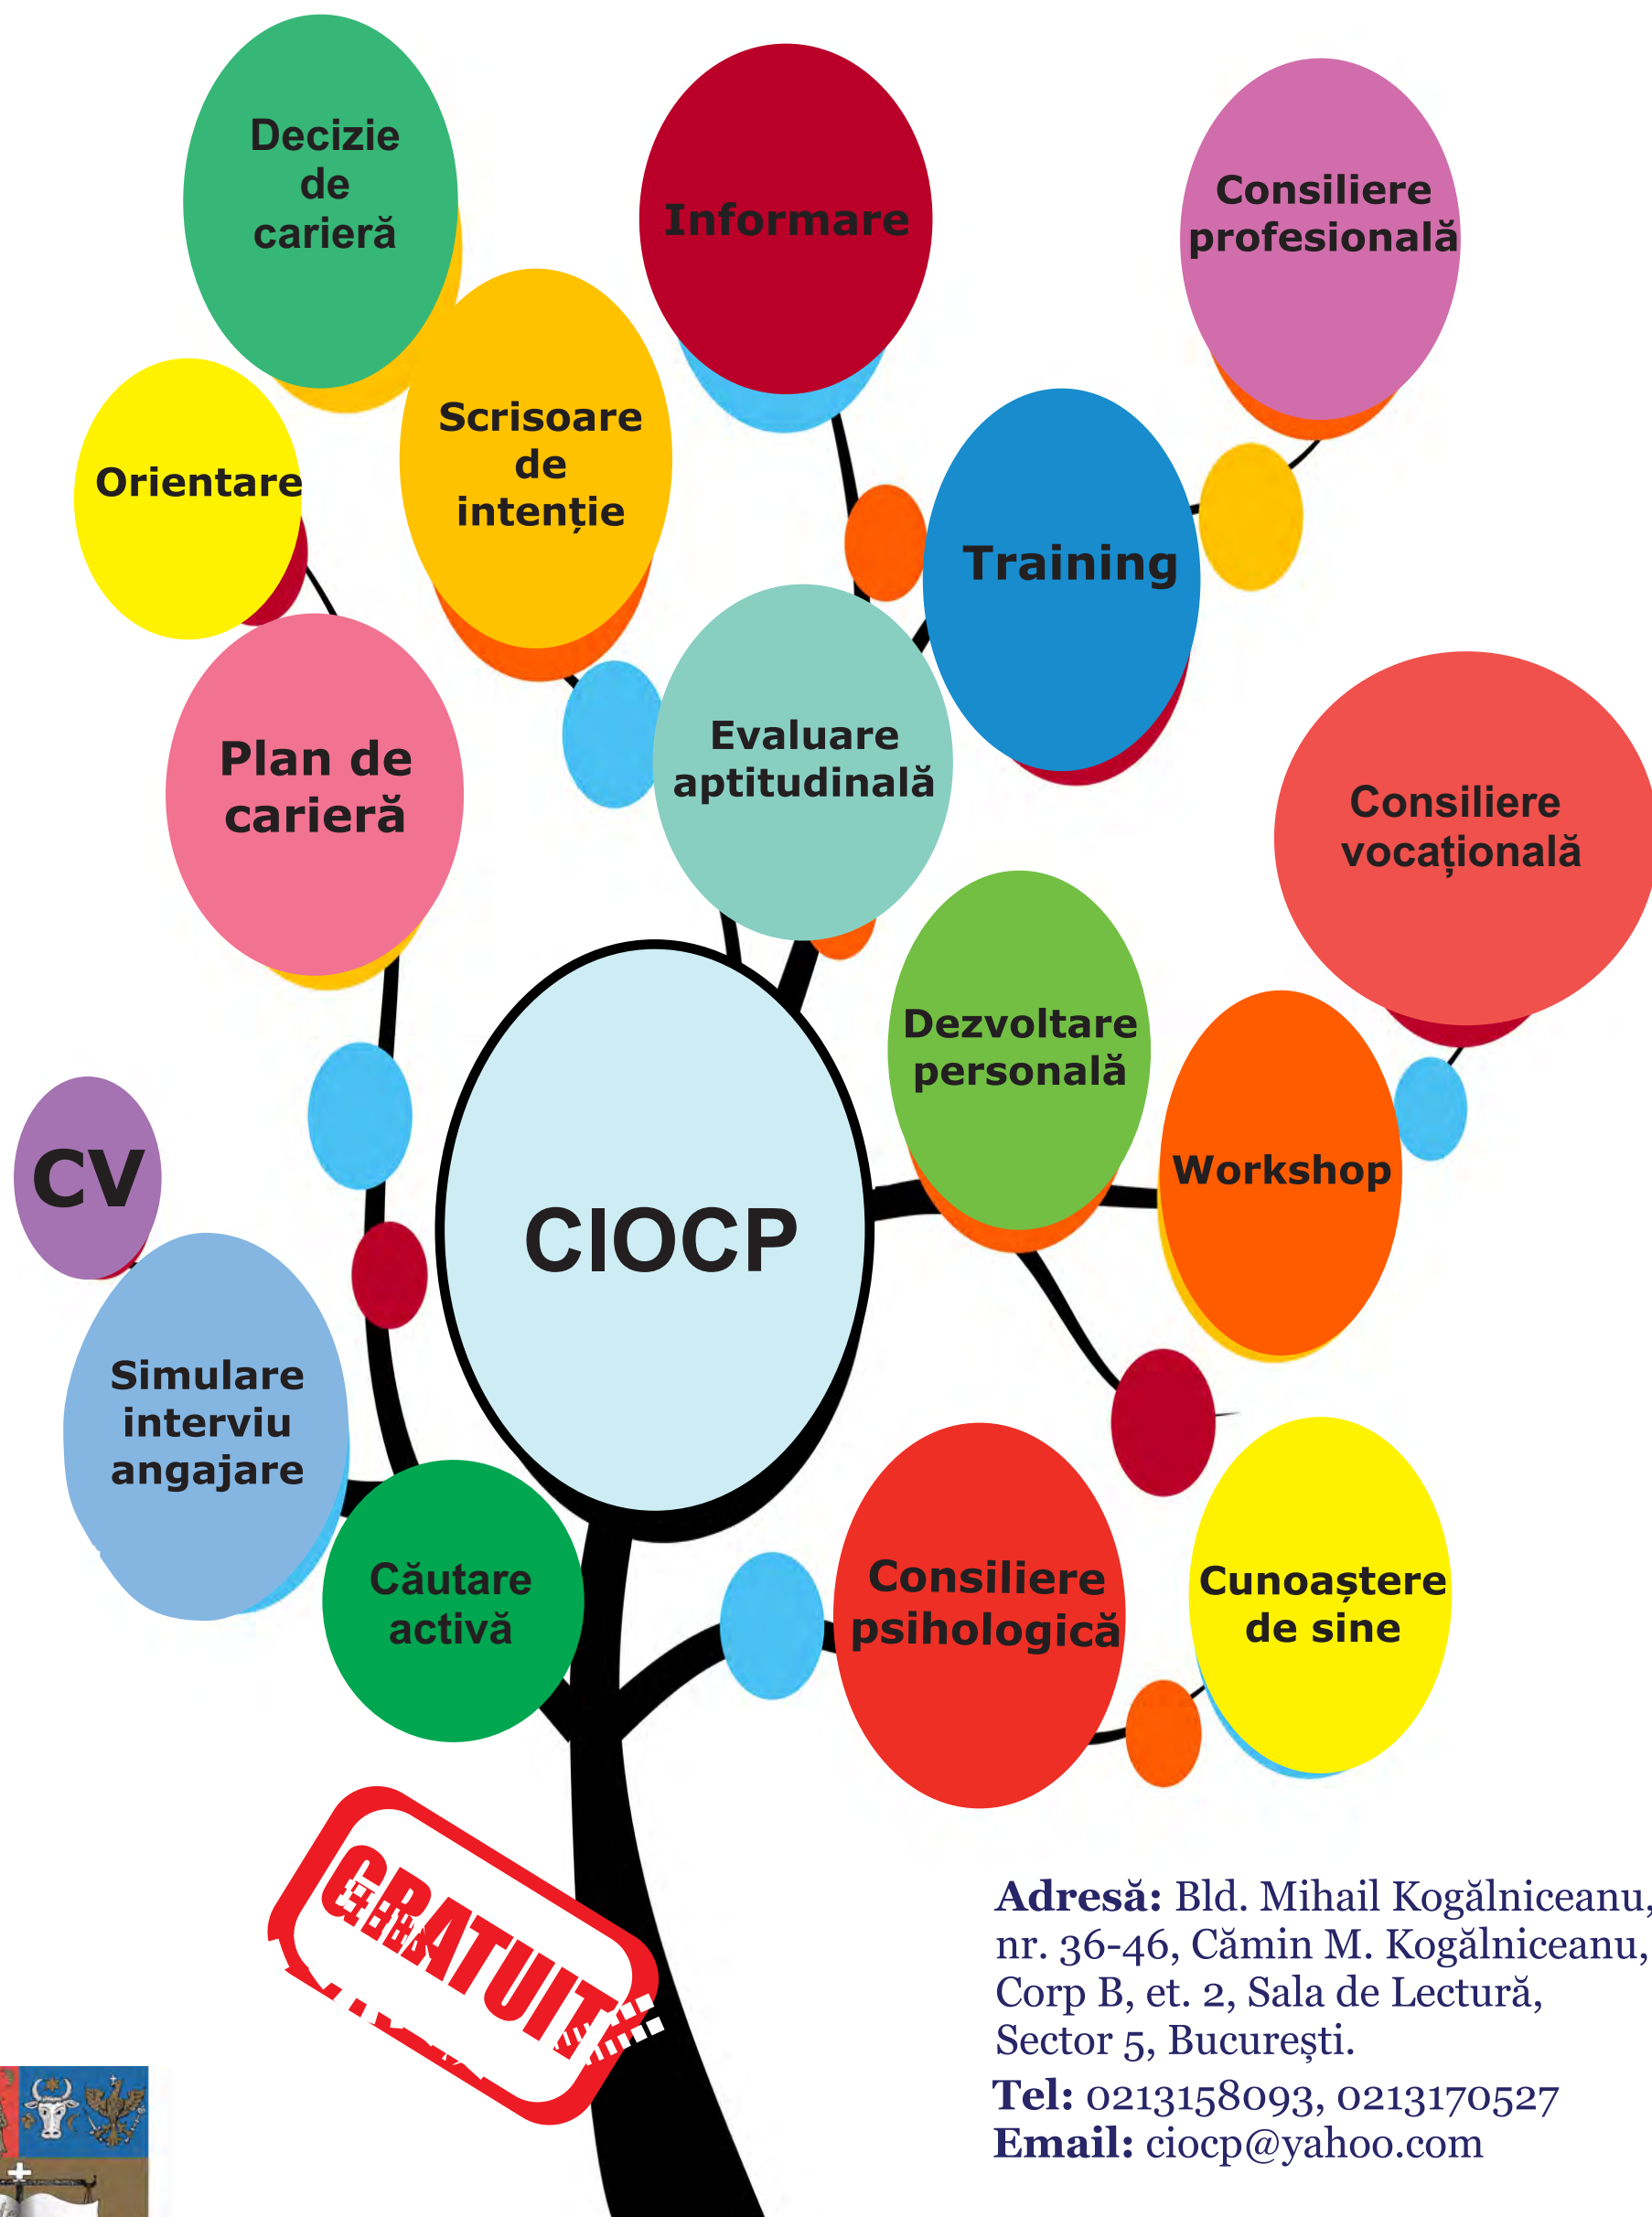 Decizie
de
carieră
Informare
Consiliere
profesională
Scrisoare
de
intenție
Orientare
Training
Evaluare
aptitudinală
Plan de
carieră
Consiliere
vocațională
Dezvoltare
personală
CV
Workshop
CIOCP
Simulare
interviu
angajare
Căutare
activă
Consiliere
psihologică
Cunoaștere
de sine
GRATUIT
Adresă: Bld. Mihail Kogălniceanu,
nr. 36-46, Cămin M. Kogălniceanu,
Corp B, et. 2, Sala de Lectură,
Sector 5, București.
Tel: 0213158093, 0213170527
Email: ciocp@yahoo.com